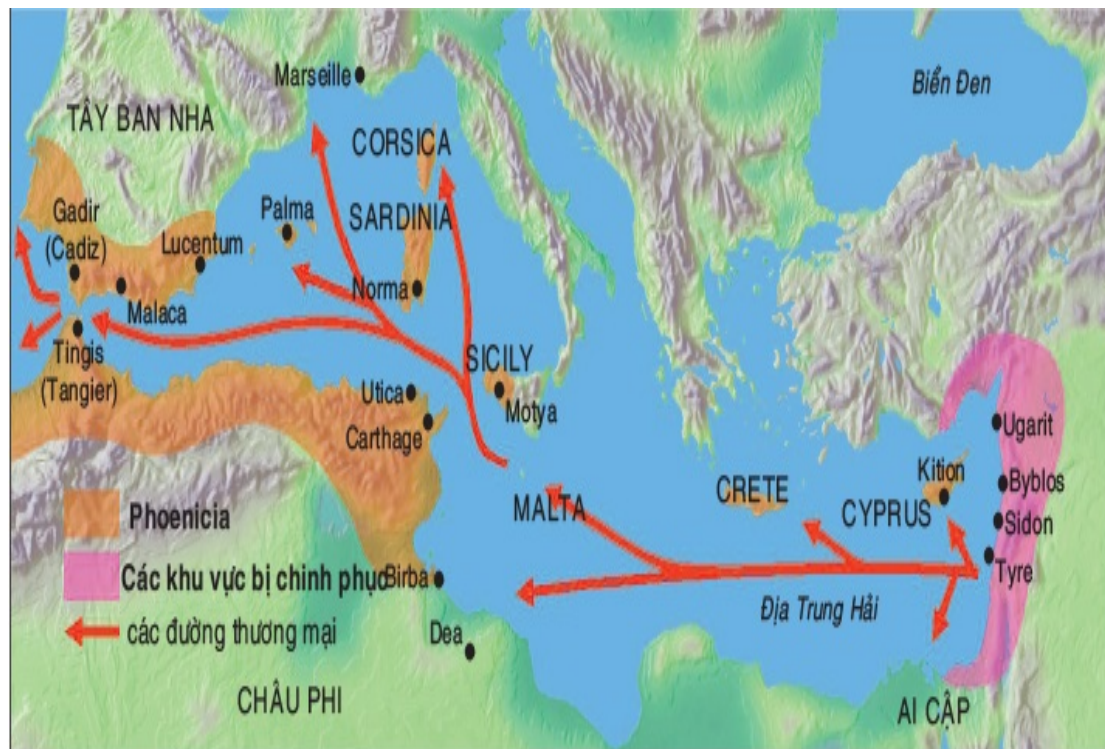 Marseille
Biển Đen
TÂY BAN NHA
CORSICA
Gadir
(Cadiz)
Palma
SARDINIA
Lucentum
Norma
Malaca
Tingis
(Tangier)
SICILY
Utica
Motya
Carthage
Ugarit
Kition
CRETE
Byblos
MALTA
CYPRUS
Phoenicia
Sidon
Tyre
Các khu vực bị chinh phục
Birba
Địa Trung Hải
các đường thương mại
Dea
CHÂU PHI
AI CẬP